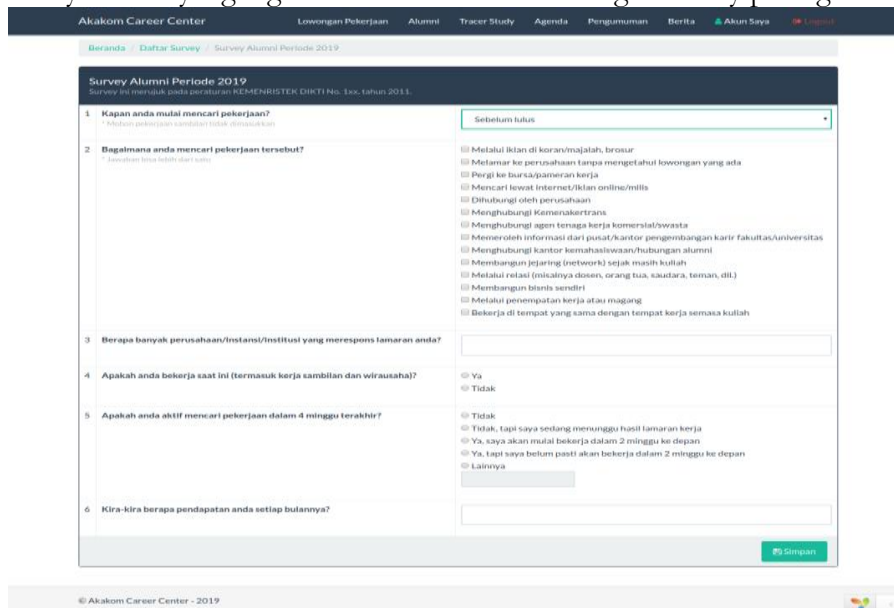 Akakom Career Center Lowongan Pekerjaan Alumni Tracer Study Agenda Pengumuman Berita Akun Saya Logout
Beranda / Daftar Survey / Survey Alumni Periode 2019
Survey Alumni Periode 2019
Survey ini merujuk pada peraturan KEMENRISTEK DIKTI No. 1xx. tahun 2011.
1 Kapan anda mulai mencari pekerjaan?
* Mohon pekerjaan sambilan tidak dimasukkan
Sebelum lulus
2 Bagaimana anda mencari pekerjaan tersebut?
* Jawaban bisa lebih dari satu
Melalui iklan di koran/majalah, brosur
Melamar ke perusahaan tanpa mengetahui lowongan yang ada
Pergi ke bursa/pameran kerja
Mencari lewat internet/iklan online/milis
Dihubungi oleh perusahaan
Menghubungi Kemenakertrans
Menghubungi agen tenaga kerja komersial/swasta
Memeroleh informasi dari pusat/kantor pengembangan karir fakultas/universitas
Menghubungi kantor kemahasiswaan/hubungan alumni
Membangun jejaring (network) sejak masih kuliah
Melalui relasi (misalnya dosen, orang tua, saudara, teman, dll.)
Membangun bisnis sendiri
Melalui penempatan kerja atau magang
Bekerja di tempat yang sama dengan tempat kerja semasa kuliah
3 Berapa banyak perusahaan/instansi/institusi yang merespons lamaran anda?
4 Apakah anda bekerja saat ini (termasuk kerja sambilan dan wirausaha)?
Ya
Tidak
5 Apakah anda aktif mencari pekerjaan dalam 4 minggu terakhir?
Tidak
Tidak, tapi saya sedang menunggu hasil lamaran kerja
Ya, saya akan mulai bekerja dalam 2 minggu ke depan
Ya, tapi saya belum pasti akan bekerja dalam 2 minggu ke depan
Lainnya
6 Kira-kira berapa pendapatan anda setiap bulannya?
Simpan
© Akakom Career Center - 2019